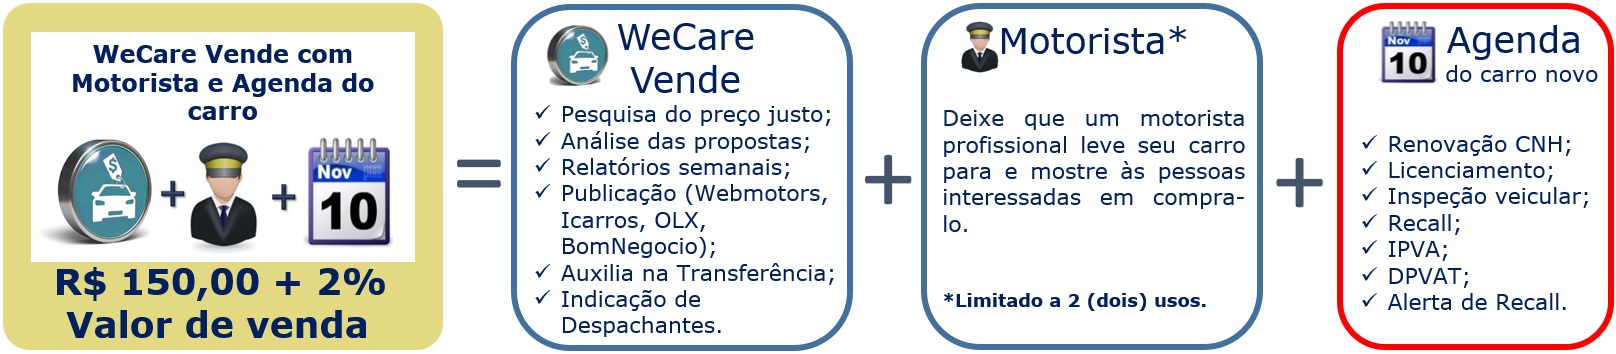 WeCare Vende com
Motorista e Agenda do
carro
+
+
Nov
10
R$ 150,00 + 2%
Valor de venda
=
WeCare
Vende
✓ Pesquisa do preço justo;
✓ Análise das propostas;
✓ Relatórios semanais;
✓ Publicação (Webmotors,
Icarros, OLX,
BomNegocio);
✓ Auxilia na Transferência;
✓ Indicação de
Despachantes.
+
Motorista*
Deixe que um motorista
profissional leve seu carro
para e mostre às pessoas
interessadas em compra-
lo.
*Limitado a 2 (dois) usos.
+
Nov
10
Agenda
do carro novo
✓ Renovação CNH;
✓ Licenciamento;
✓ Inspeção veicular;
✓ Recall;
✓ IPVA;
✓ DPVAT;
✓ Alerta de Recall.